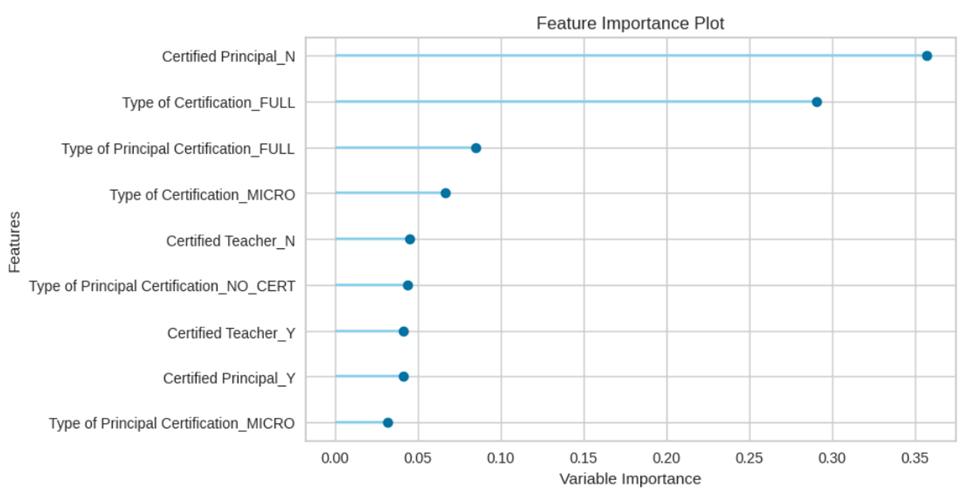 Feature Importance Plot
Certified Principal_N
Type of Certification_FULL
Type of Principal Certification_FULL
Type of Certification_MICRO
Certified Teacher_N
Type of Principal Certification_NO_CERT
Certified Teacher_Y
Certified Principal_Y
Type of Principal Certification_MICRO
Features
0.00 0.05 0.10 0.15 0.20 0.25 0.30 0.35
Variable Importance